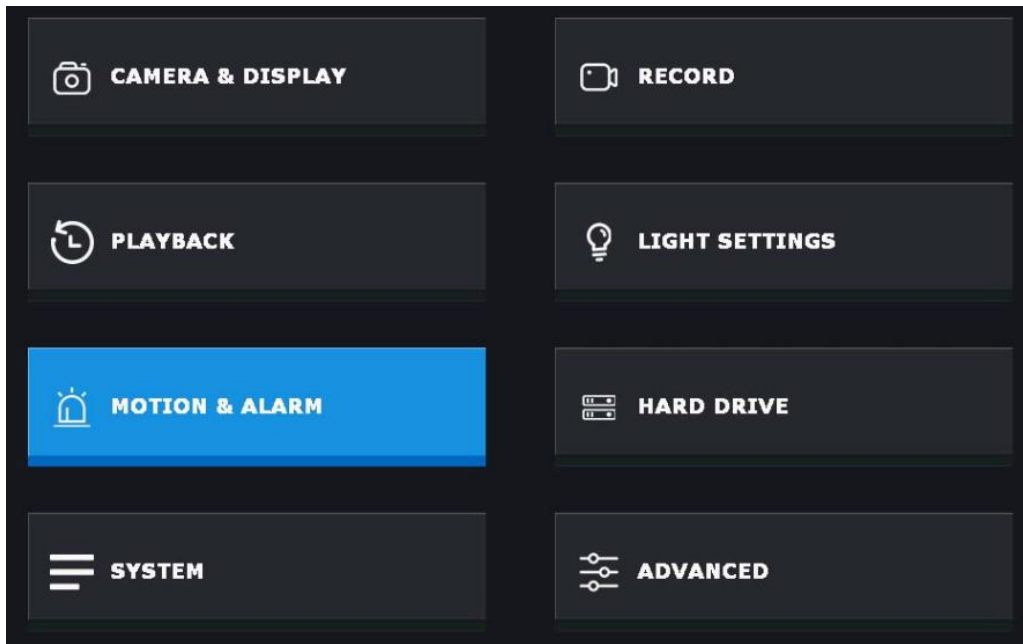 CAMERA & DISPLAY
RECORD
PLAYBACK
LIGHT SETTINGS
MOTION & ALARM
HARD DRIVE
SYSTEM
ADVANCED